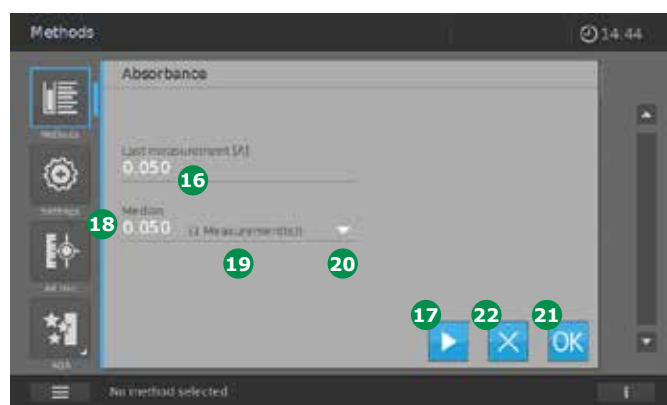 Methods
14.44
Absorbance
Methods
Last measurement [A]
0.050
16
Settings
18
Median
0.050
(2 Measurement(s))
19
20
AQA
17
22
21
OK
No method selected
i